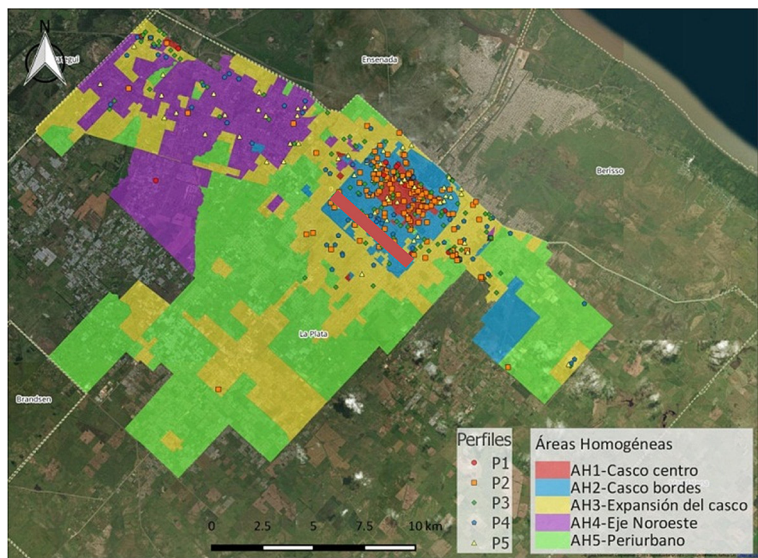 N
Ensenada
Berisso
La Plata
Brandsen
Perfiles
P1
P2
P3
P4
P5
Áreas Homogéneas
AH1-Casco centro
AH2-Casco bordes
AH3-Expansión del casco
AH4-Eje Noroeste
AH5-Periurbano
0 2.5 5 7.5 10 km